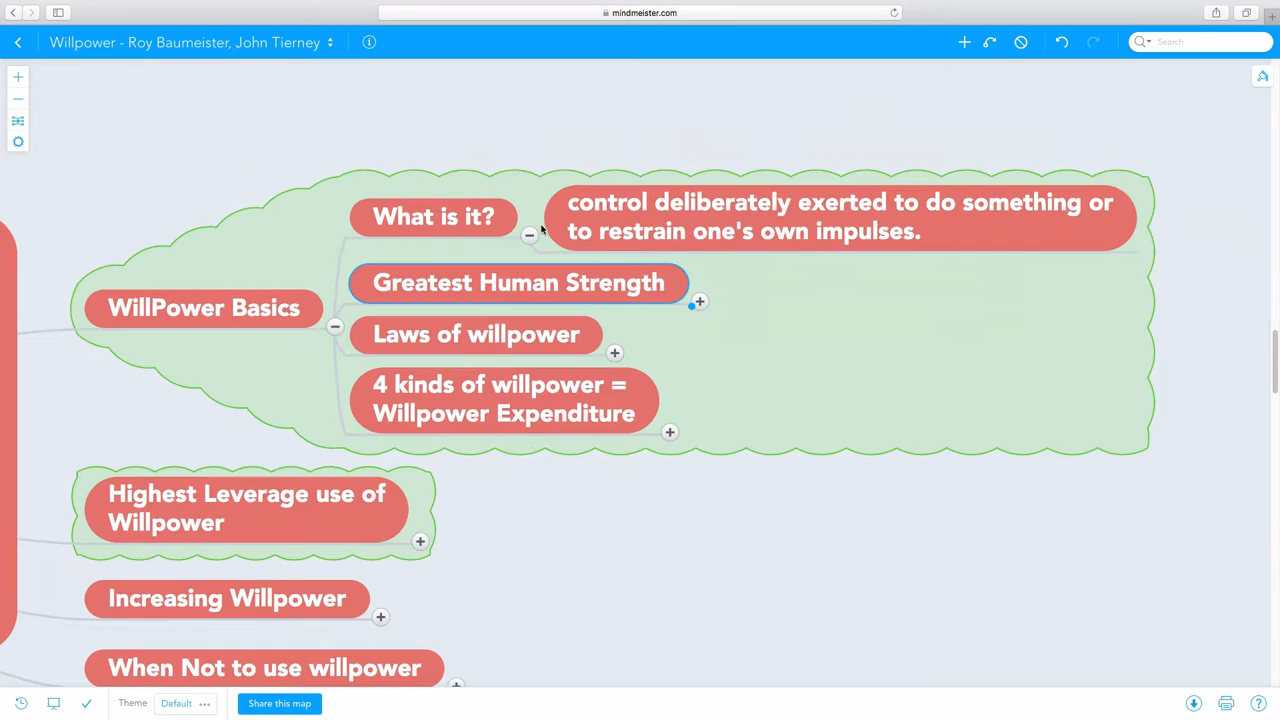 mindmeister.com
Willpower - Roy Baumeister, John Tierney
Search
What is it?
control deliberately exerted to do something or
to restrain one's own impulses.
Greatest Human Strength
WillPower Basics
Laws of willpower
4 kinds of willpower =
Willpower Expenditure
Highest Leverage use of
Willpower
Increasing Willpower
When Not to use willpower
Theme
Default
Share this map